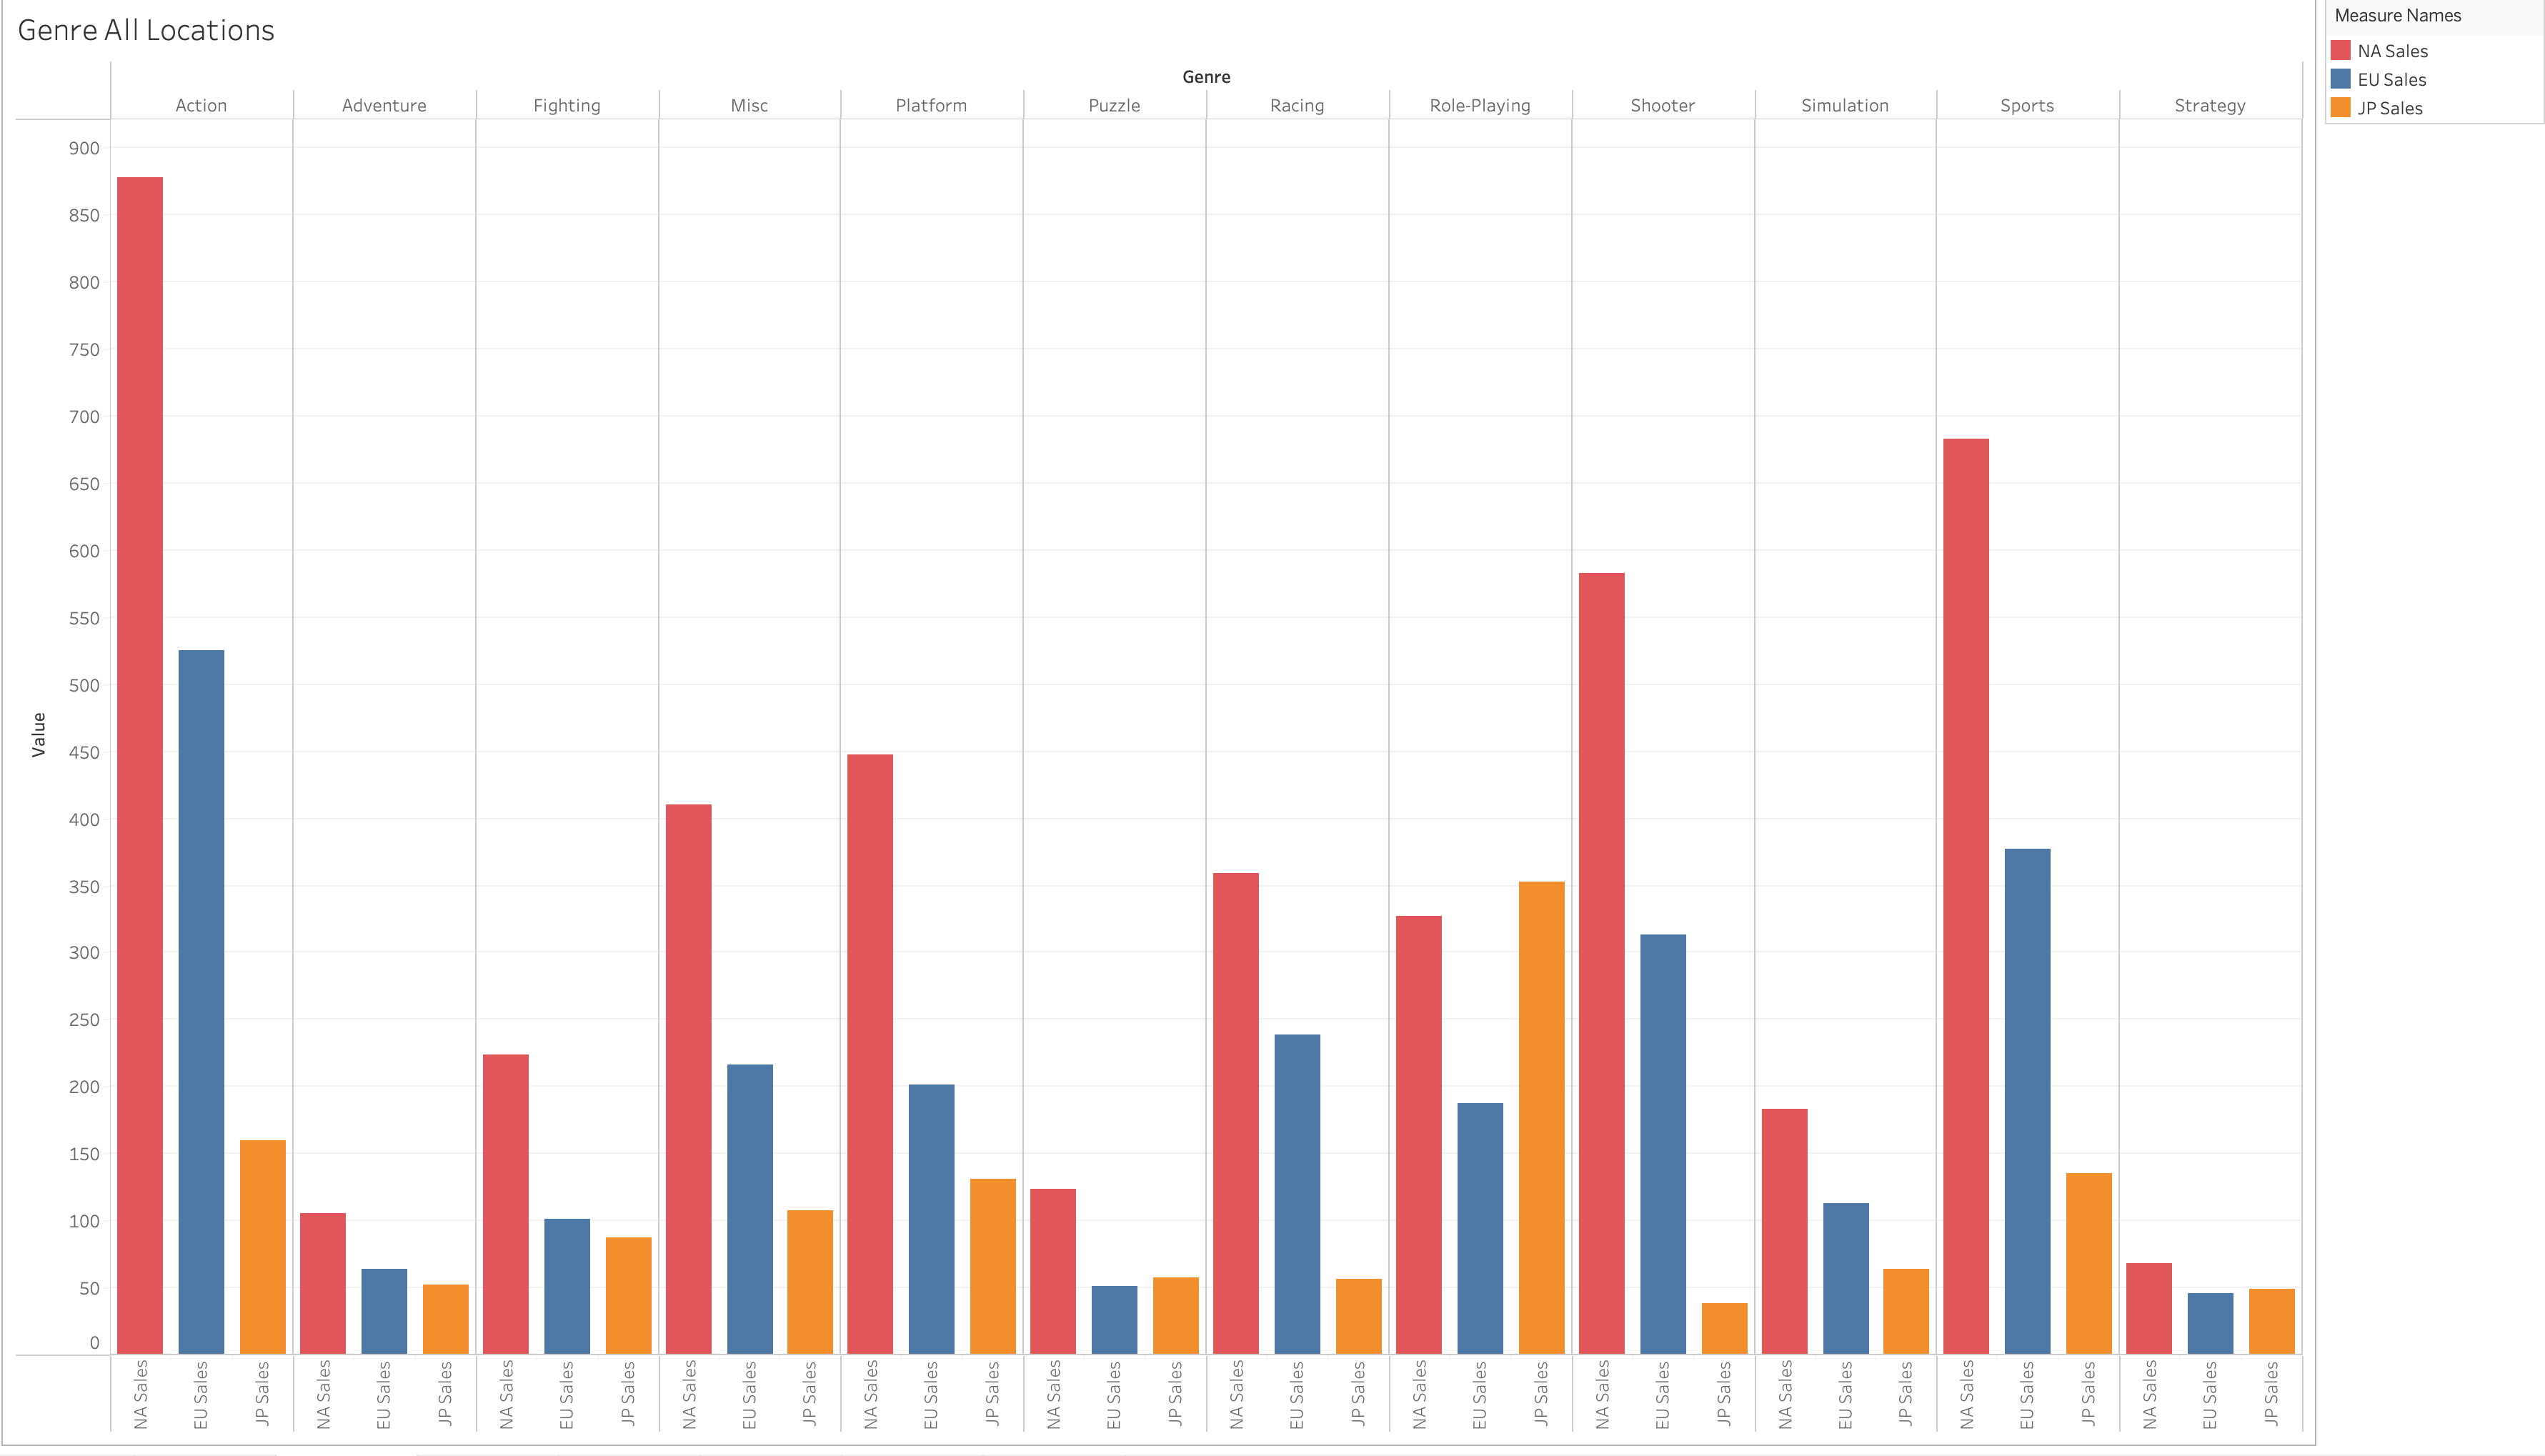 Genre All Locations
Genre
Action Adventure Fighting Misc Platform Puzzle Racing Role-Playing Shooter Simulation Sports Strategy
900
850
800
750
700
650
600
550
500
450
400
350
300
250
200
150
100
50
0
Value
NA Sales EU Sales JP Sales NA Sales EU Sales JP Sales NA Sales EU Sales JP Sales NA Sales EU Sales JP Sales NA Sales EU Sales JP Sales NA Sales EU Sales JP Sales NA Sales EU Sales JP Sales NA Sales EU Sales JP Sales NA Sales EU Sales JP Sales NA Sales EU Sales JP Sales NA Sales EU Sales JP Sales NA Sales EU Sales JP Sales
Measure Names
NA Sales
EU Sales
JP Sales